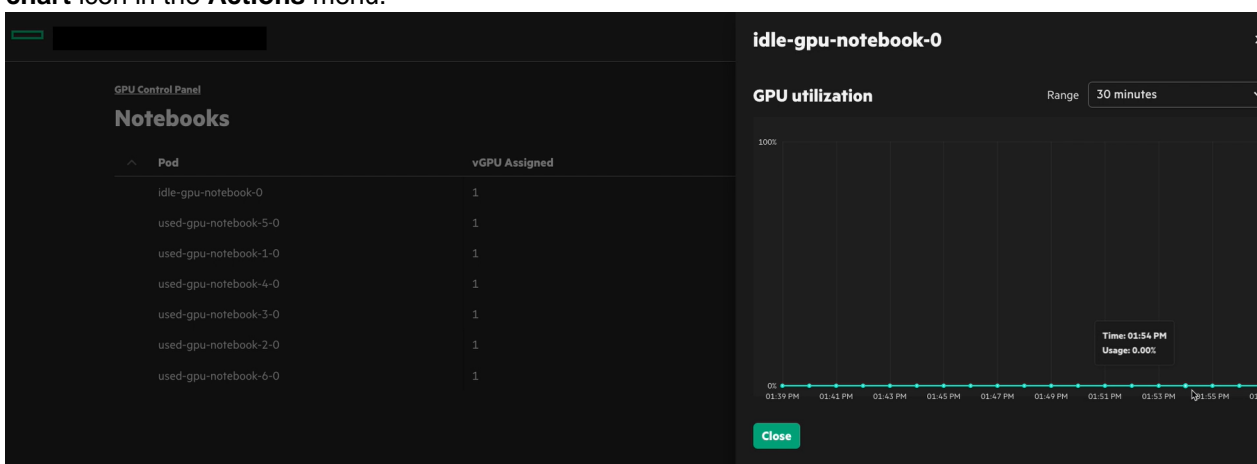 chart icon in the Actions menu.
idle-gpu-notebook-0
GPU Control Panel
GPU utilization
Range
30 minutes
Notebooks
100%
Pod
vGPU Assigned
idle-gpu-notebook-0
1
used-gpu-notebook-5-0
1
used-gpu-notebook-1-0
1
used-gpu-notebook-4-0
1
used-gpu-notebook-3-0
1
used-gpu-notebook-2-0
1
used-gpu-notebook-6-0
1
Time: 01:54 PM
Usage: 0.00%
0%
01:39 PM 01:41 PM 01:43 PM 01:45 PM 01:47 PM 01:49 PM 01:51 PM 01:53 PM 01:55 PM
Close